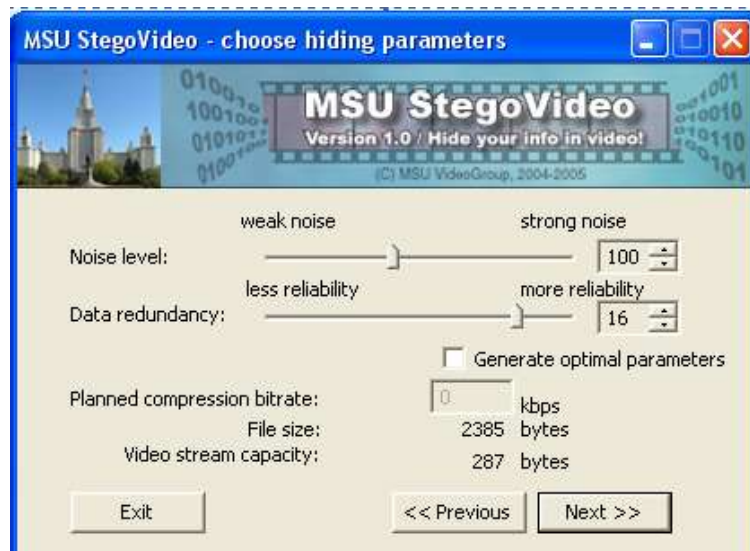 MSU StegoVideo - choose hiding parameters
MSU StegoVideo
Version 1.0 / Hide your info in video!
(C) MSU VideoGroup, 2004-2005
weak noise strong noise
Noise level: 100
less reliability more reliability
Data redundancy: 16
Generate optimal parameters
Planned compression bitrate: 0 kbps
File size: 2385 bytes
Video stream capacity: 287 bytes
Exit << Previous Next >>